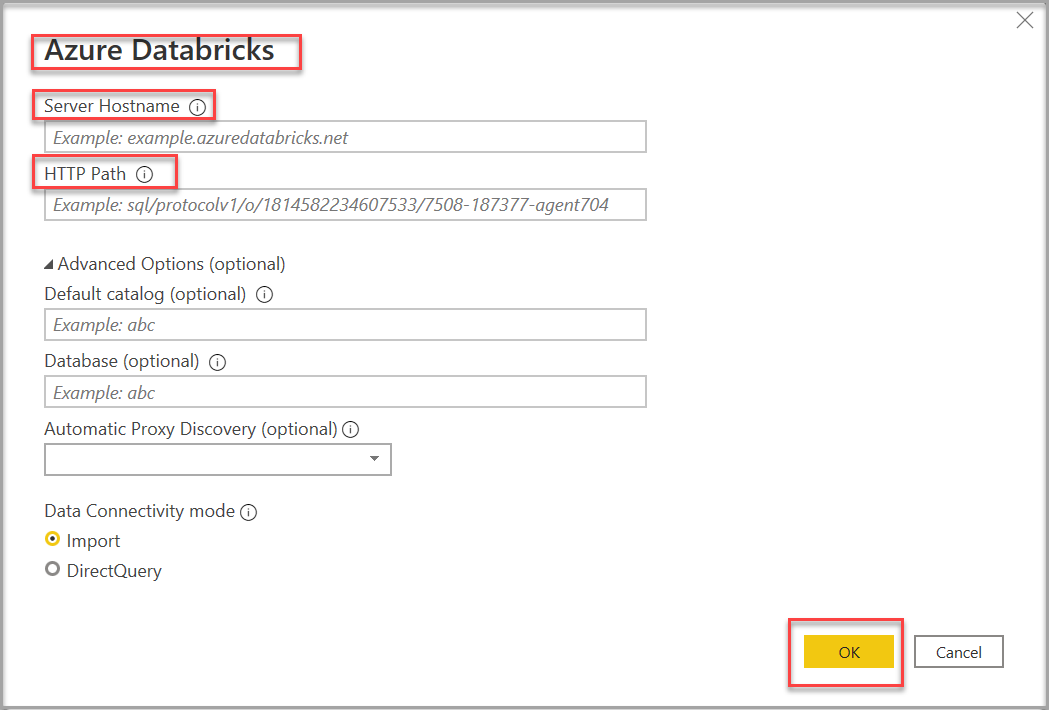 Azure Databricks
Server Hostname
Example: example.azuredatabricks.net
HTTP Path
Example: sql/protocolv1/o/1814582234607533/7508-187377-agent704
Advanced Options (optional)
Default catalog (optional)
Example: abc
Database (optional)
Example: abc
Automatic Proxy Discovery (optional)
Data Connectivity mode
Import
DirectQuery
OK Cancel